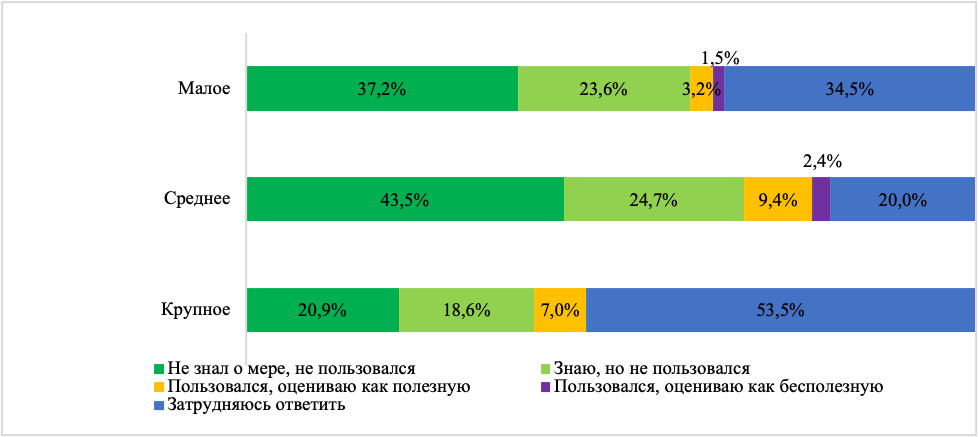 1,5%
Малое 37,2% 23,6% 3,2% 34,5%
2,4%
Среднее 43,5% 24,7% 9,4% 20,0%
Крупное 20,9% 18,6% 7,0% 53,5%
Не знал о мере, не пользовался Знаю, но не пользовался
Пользовался, оцениваю как полезную Пользовался, оцениваю как бесполезную
Затрудняюсь ответить